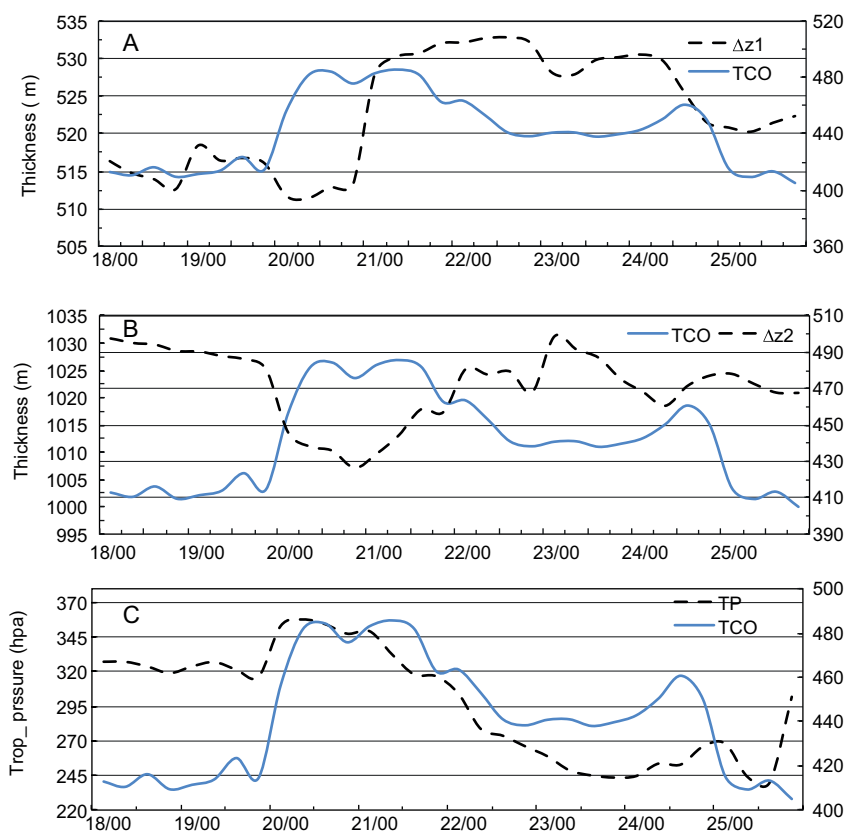 A
Δz1
TCO
Thickness ( m)
535
530
525
520
515
510
505
520
480
440
400
360
18/00 19/00 20/00 21/00 22/00 23/00 24/00 25/00
B
TCO Δz2
Thickness (m)
1035
1030
1025
1020
1015
1010
1005
1000
995
510
490
470
450
430
410
390
18/00 19/00 20/00 21/00 22/00 23/00 24/00 25/00
C
TP
TCO
Trop_ prssure (hpa)
370
345
320
295
270
245
220
500
480
460
440
420
400
18/00 19/00 20/00 21/00 22/00 23/00 24/00 25/00